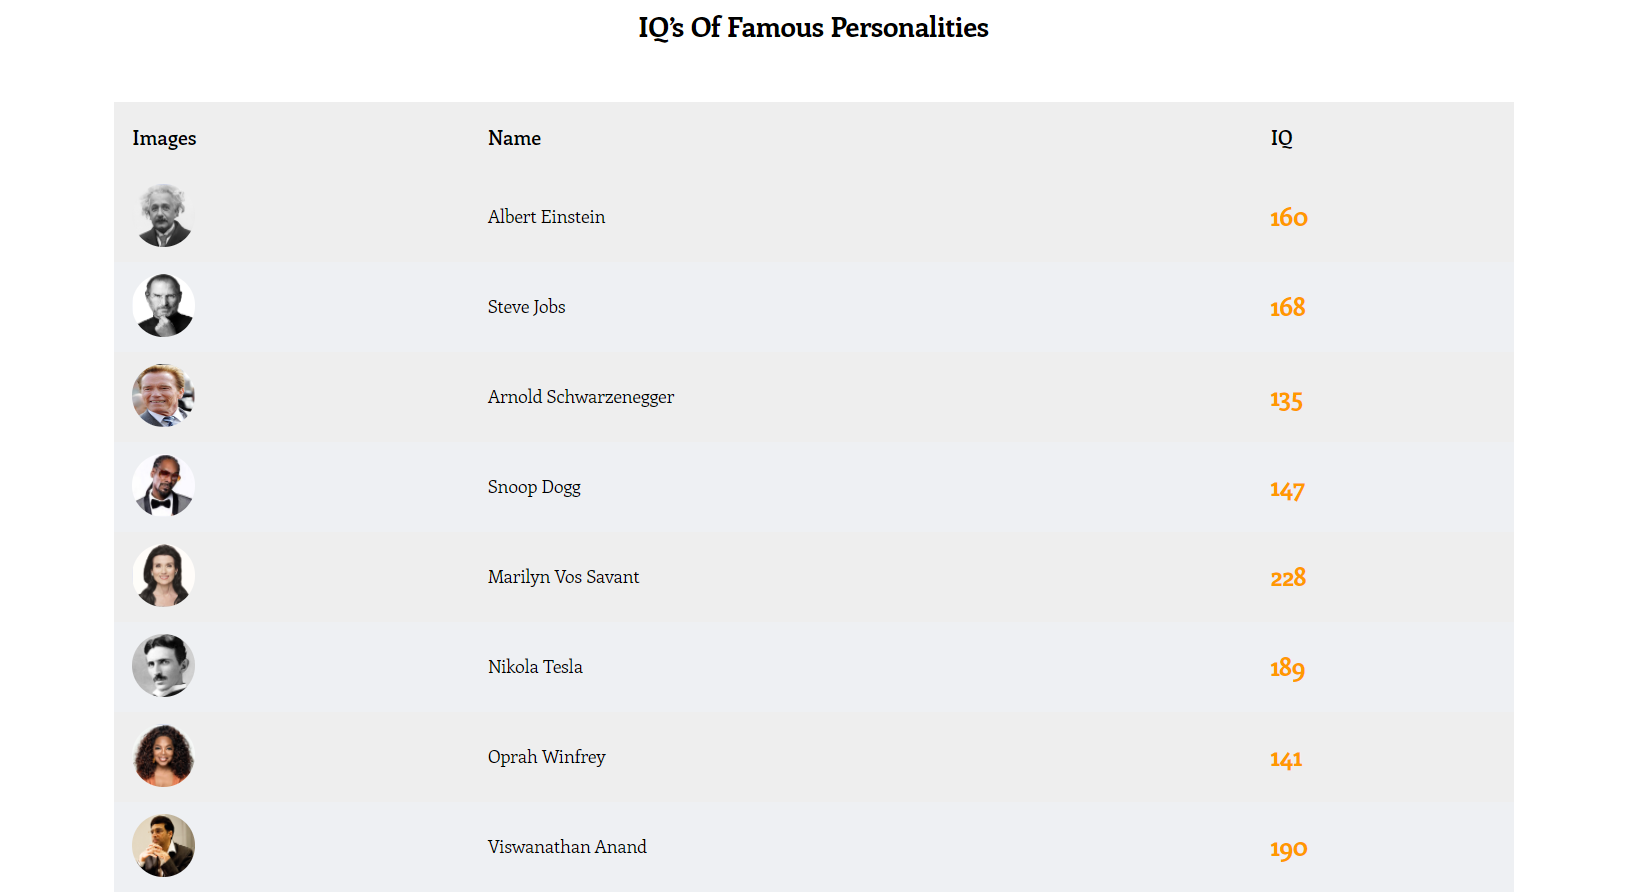 IQ’s Of Famous Personalities
Images Name IQ
Albert Einstein 160
Steve Jobs 168
Arnold Schwarzenegger 135
Snoop Dogg 147
Marilyn Vos Savant 228
Nikola Tesla 189
Oprah Winfrey 141
Viswanathan Anand 190